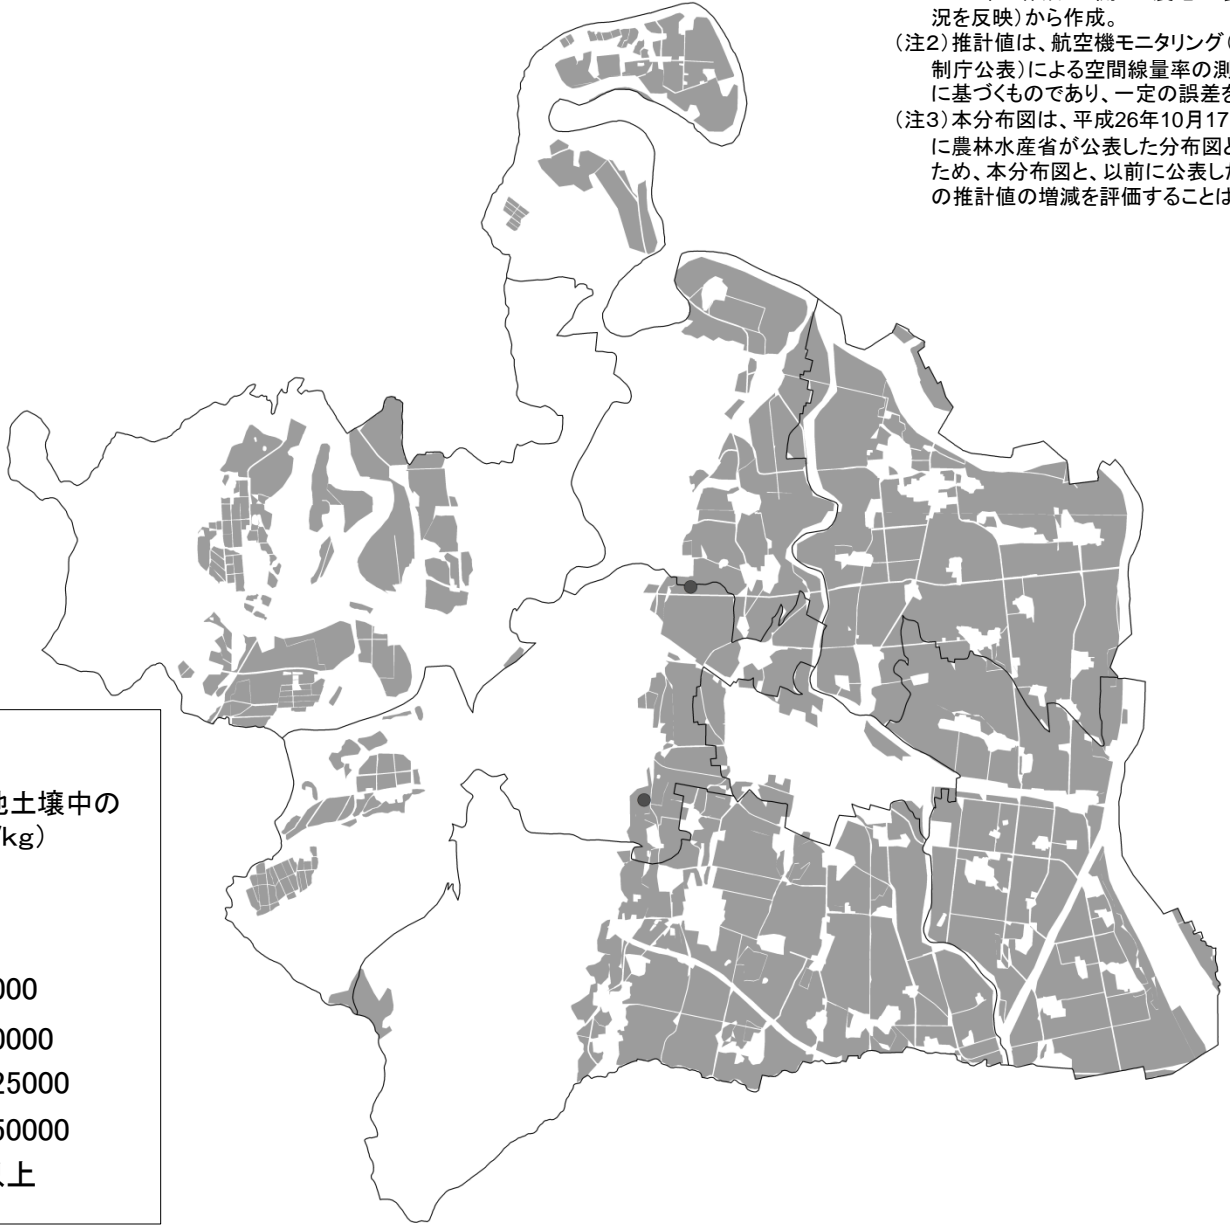 況を反映)から作成。
(注2)推計値は、航空機モニタリング(
制庁公表)による空間線量率の測
に基づくものであり、一定の誤差を
(注3)本分布図は、平成26年10月17
に農林水産省が公表した分布図と
ため、本分布図と、以前に公表した
の推計値の増減を評価することは
地土壌中の
/kg)
000
0000
25000
50000
以上